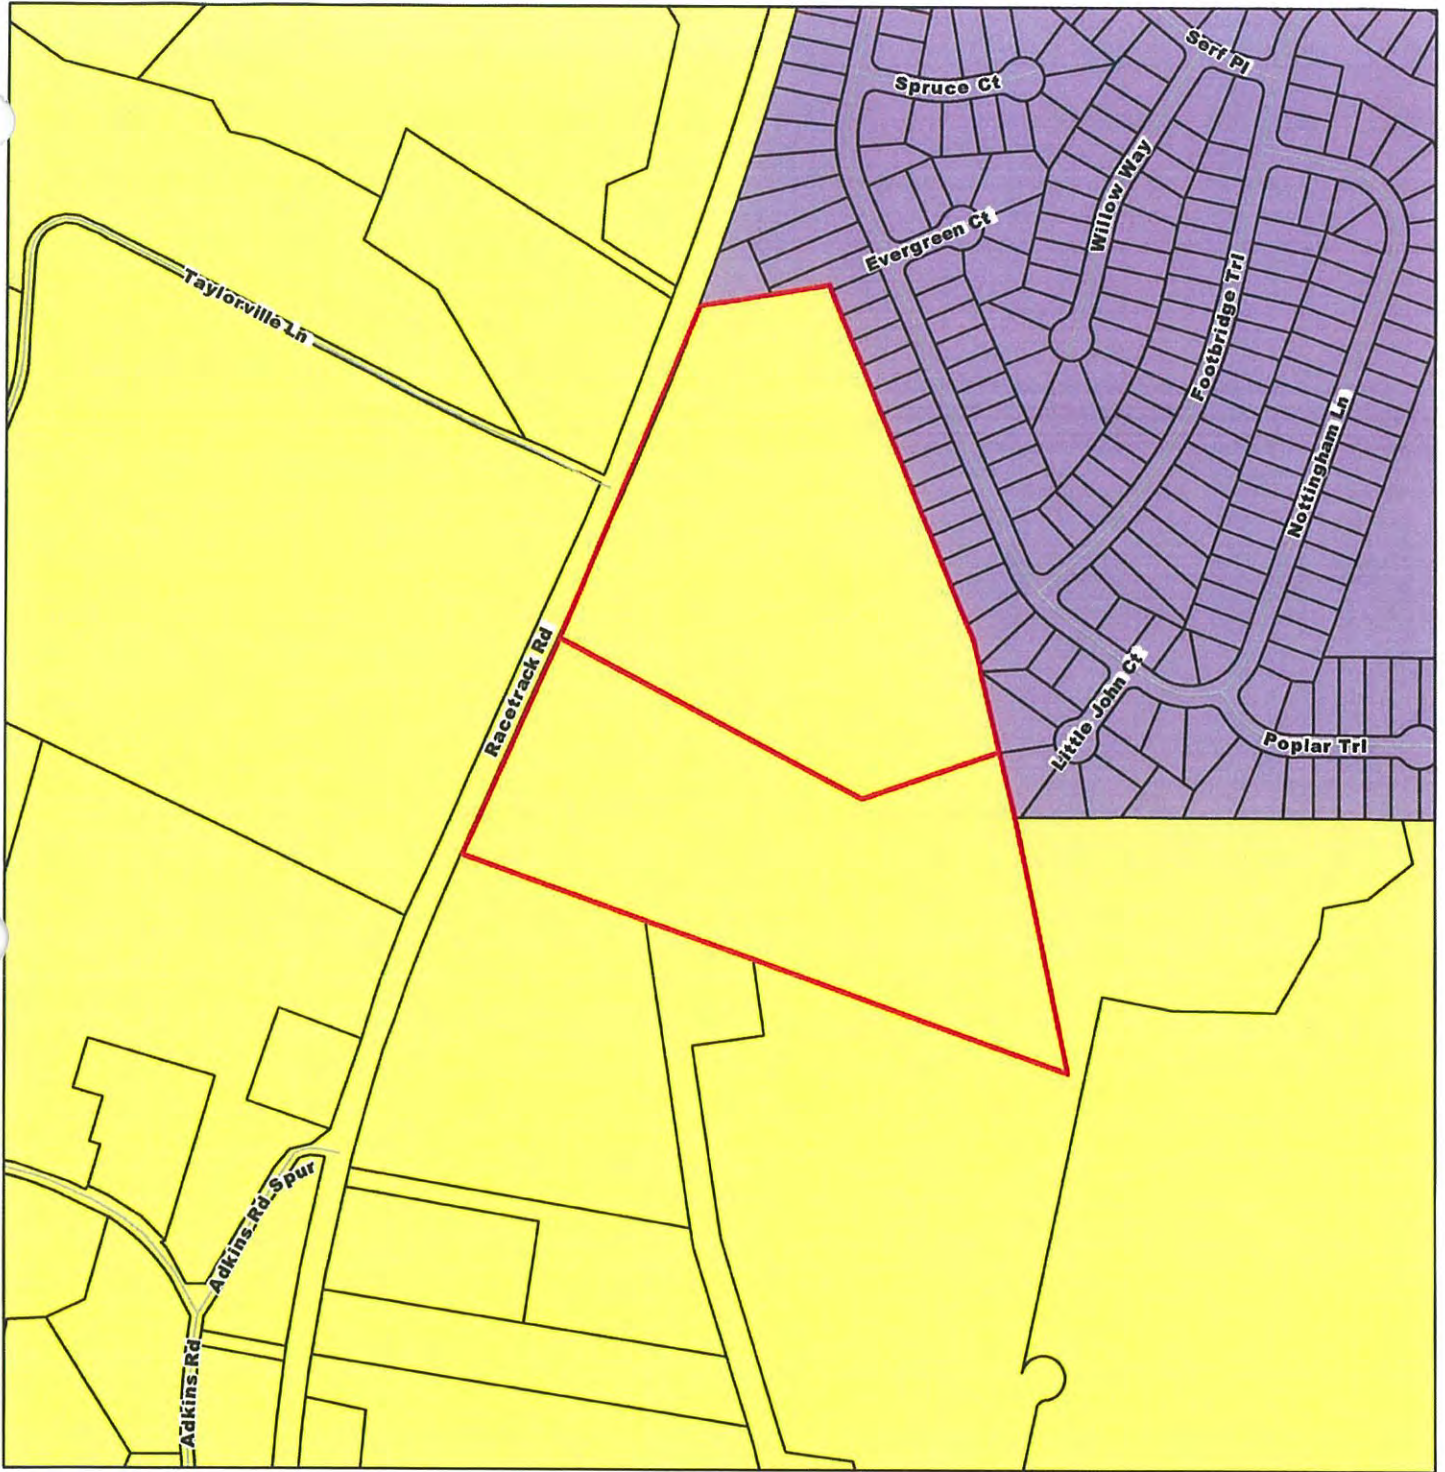 Serf Pl
Spruce Ct
Willow Way
Evergreen Ct
Taylorville Ln
Footbridge Trl
Nottingham Ln
Racetrack Rd
Little John Ct
Poplar Trl
Adkins Rd Spur
Adkins Rd